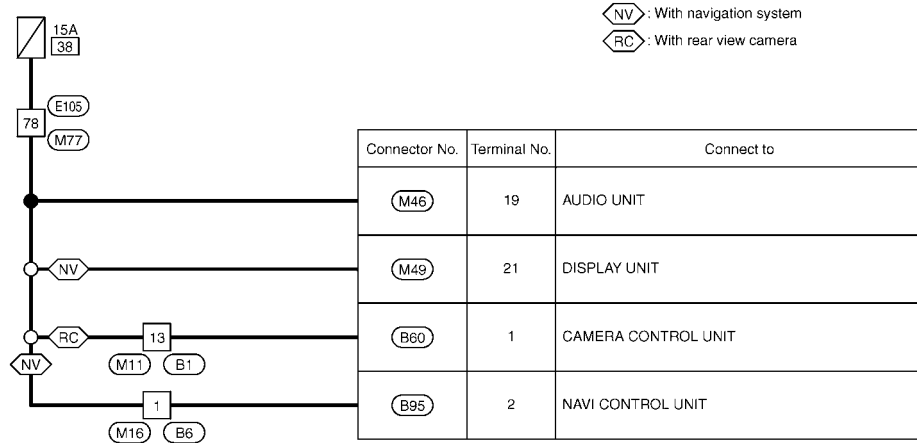 NV : With navigation system
15A
38
RC : With rear view camera
E105
78
M77
Connector No. Terminal No. Connect to
M46 19 AUDIO UNIT
NV M49 21 DISPLAY UNIT
RC 13 B60 1 CAMERA CONTROL UNIT
NV M11 B1
1 B95 2 NAVI CONTROL UNIT
M16 B6